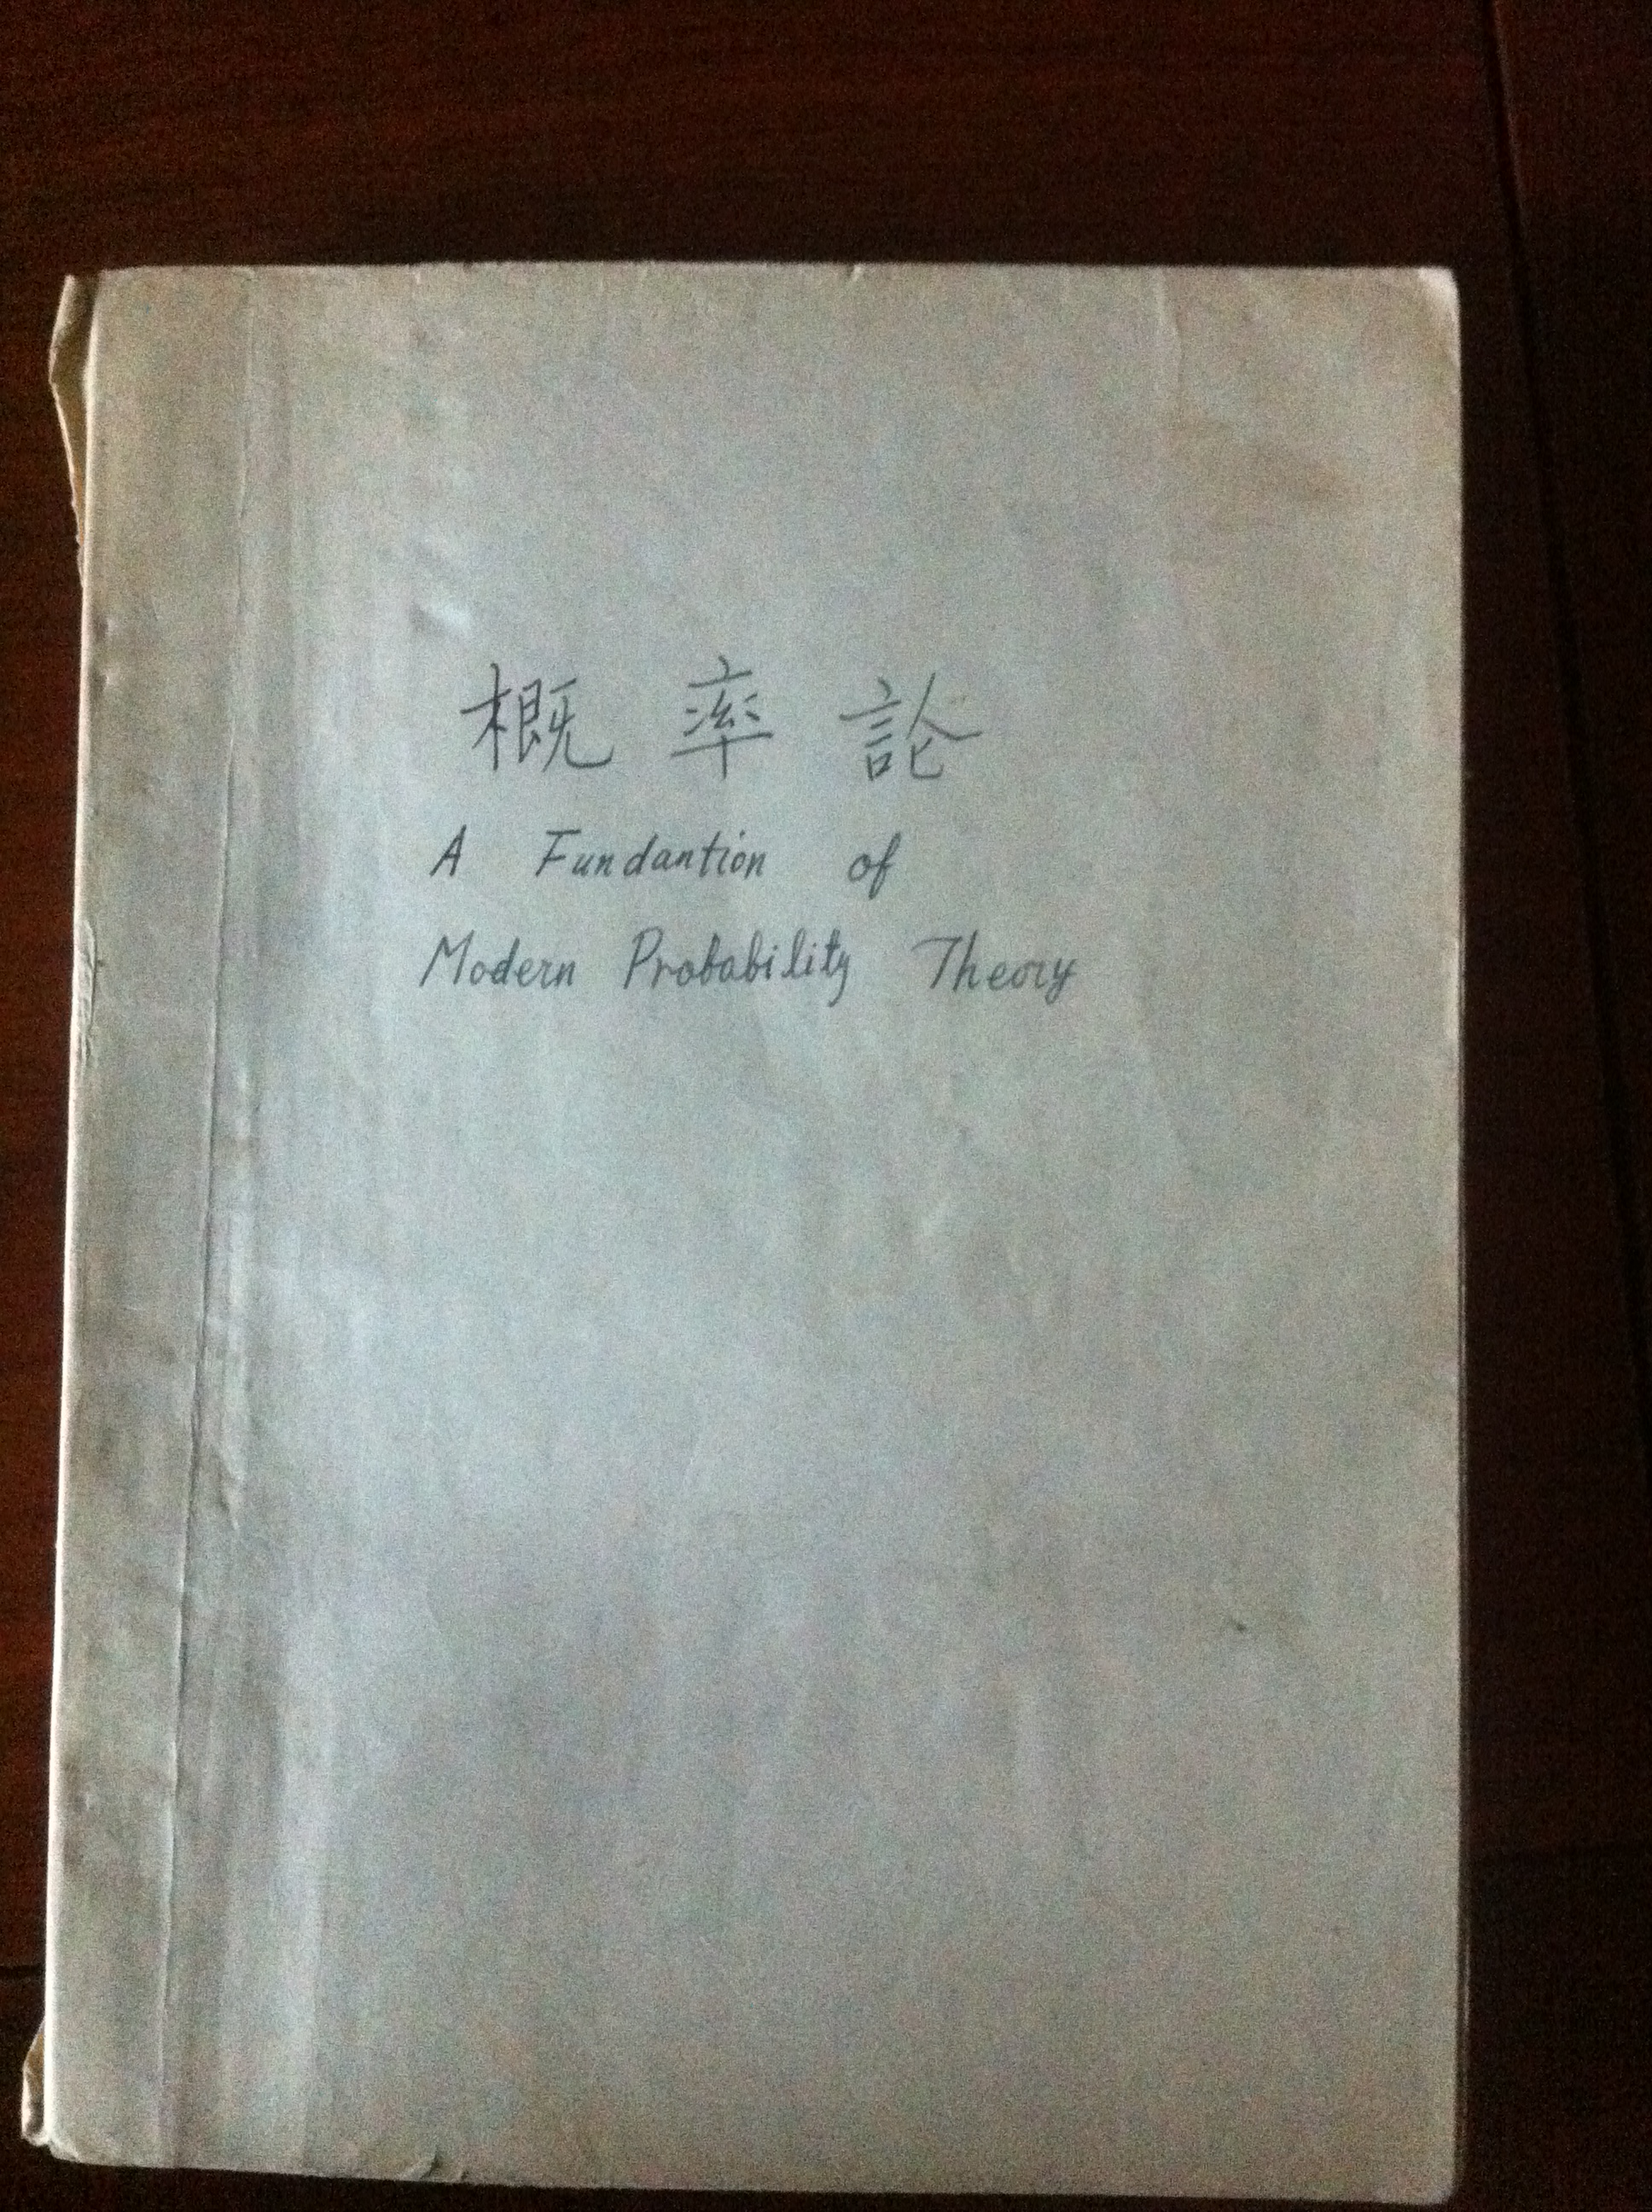 概率論
A Fundantion of
Modern Probability Theory